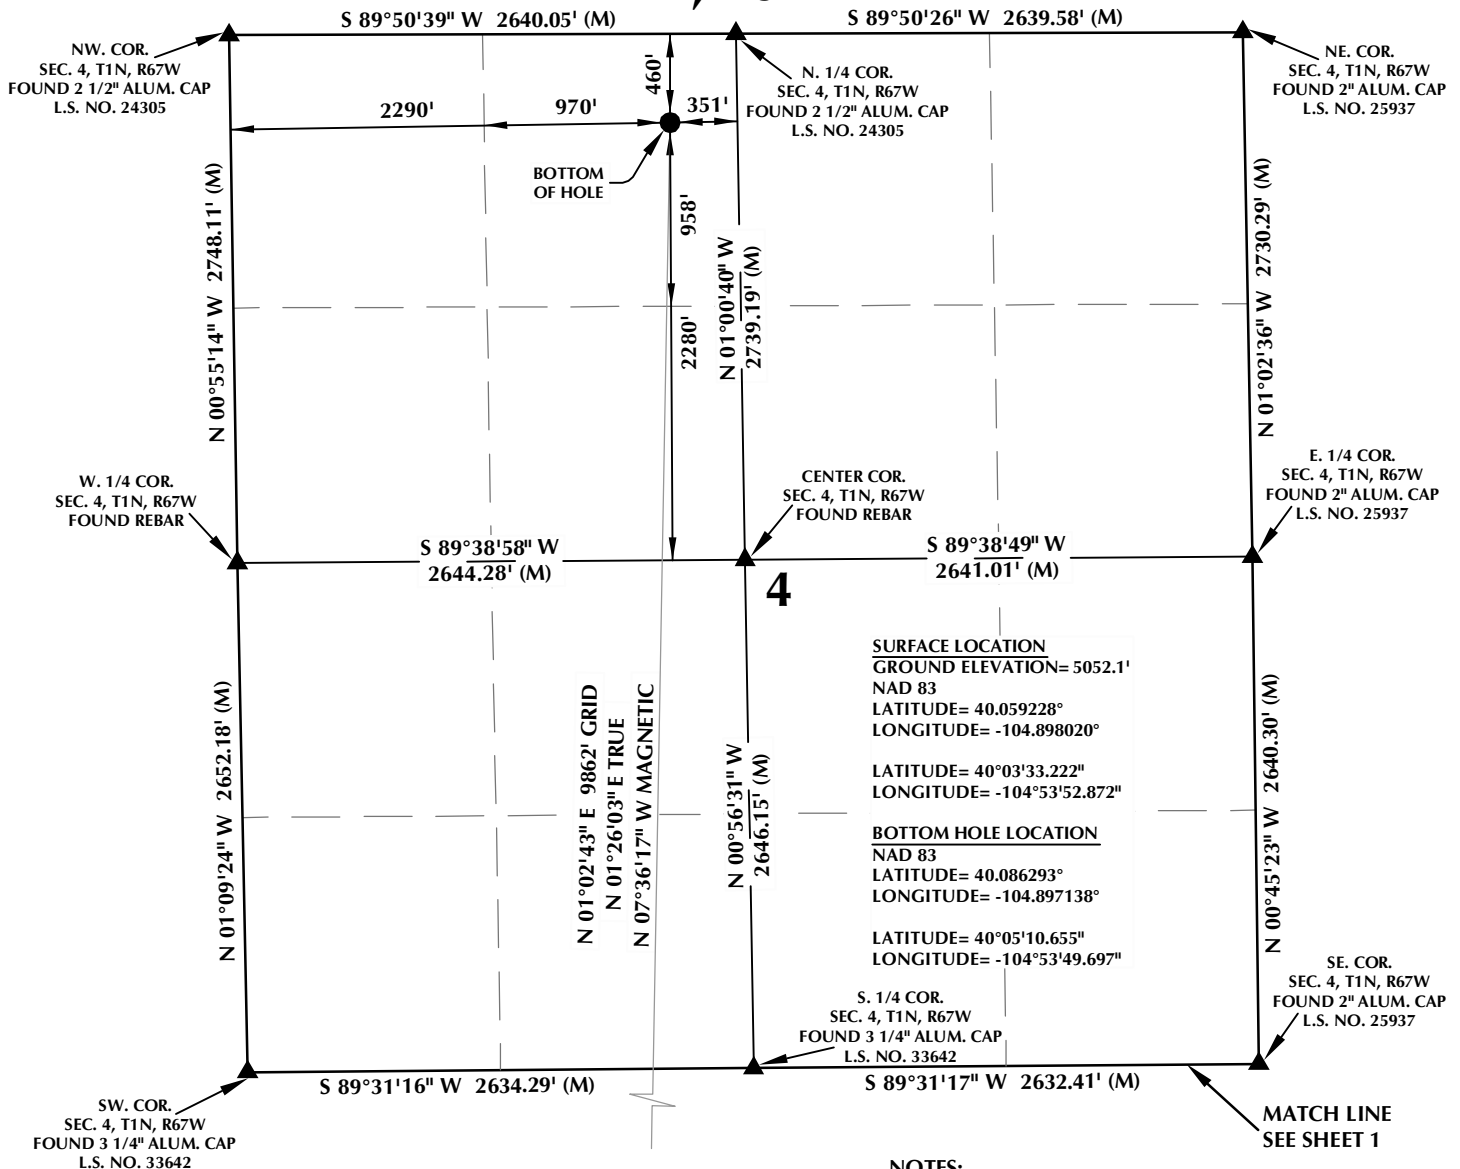 S 89°50'39" W 2640.05' (M)
S 89°50'26" W 2639.58' (M)
NW. COR.
SEC. 4, T1N, R67W
FOUND 2 1/2" ALUM. CAP
L.S. NO. 24305
N. 1/4 COR.
SEC. 4, T1N, R67W
FOUND 2 1/2" ALUM. CAP
L.S. NO. 24305
NE. COR.
SEC. 4, T1N, R67W
FOUND 2" ALUM. CAP
L.S. NO. 25937
460'
2290'
970'
351'
BOTTOM
OF HOLE
958'
2280'
N 00°55'14" W 2748.11' (M)
N 01°00'40" W
2739.19' (M)
N 01°02'36" W 2730.29' (M)
W. 1/4 COR.
SEC. 4, T1N, R67W
FOUND REBAR
CENTER COR.
SEC. 4, T1N, R67W
FOUND REBAR
E. 1/4 COR.
SEC. 4, T1N, R67W
FOUND 2" ALUM. CAP
L.S. NO. 25937
S 89°38'58" W
2644.28' (M)
S 89°38'49" W
2641.01' (M)
4
SURFACE LOCATION
GROUND ELEVATION= 5052.1'
NAD 83
LATITUDE= 40.059228°
LONGITUDE= -104.898020°
LATITUDE= 40°03'33.222"
LONGITUDE= -104°53'52.872"
BOTTOM HOLE LOCATION
NAD 83
LATITUDE= 40.086293°
LONGITUDE= -104.897138°
LATITUDE= 40°05'10.655"
LONGITUDE= -104°53'49.697"
N 01°09'24" W 2652.18' (M)
N 01°02'43" E 9862' GRID
N 01°26'03" E TRUE
N 07°36'17" W MAGNETIC
N 00°56'31" W
2646.15' (M)
N 00°45'23" W 2640.30' (M)
S. 1/4 COR.
SEC. 4, T1N, R67W
FOUND 3 1/4" ALUM. CAP
L.S. NO. 33642
SE. COR.
SEC. 4, T1N, R67W
FOUND 2" ALUM. CAP
L.S. NO. 25937
S 89°31'16" W 2634.29' (M)
S 89°31'17" W 2632.41' (M)
SW. COR.
SEC. 4, T1N, R67W
FOUND 3 1/4" ALUM. CAP
L.S. NO. 33642
MATCH LINE
SEE SHEET 1
NOTES: